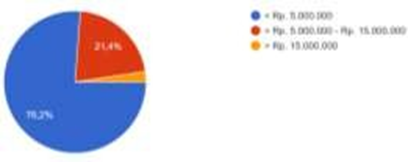 < Rp. 5.000.000
= Rp. 5.000.000 - Rp. 15.000.000
> Rp. 15.000.000
21,4%
76,2%